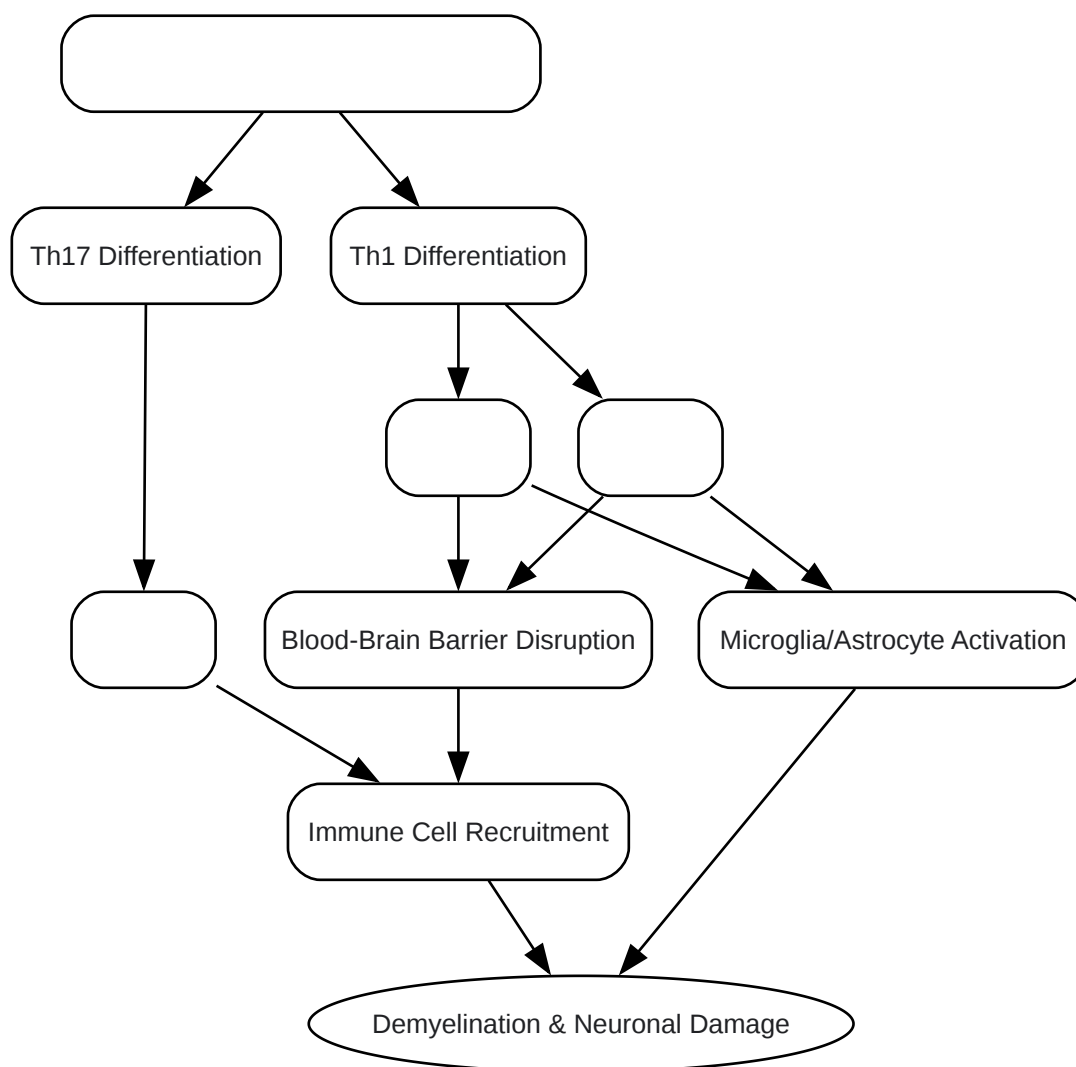 Th17 Differentiation
Th1 Differentiation
Blood-Brain Barrier Disruption
Microglia/Astrocyte Activation
Immune Cell Recruitment
Demyelination & Neuronal Damage